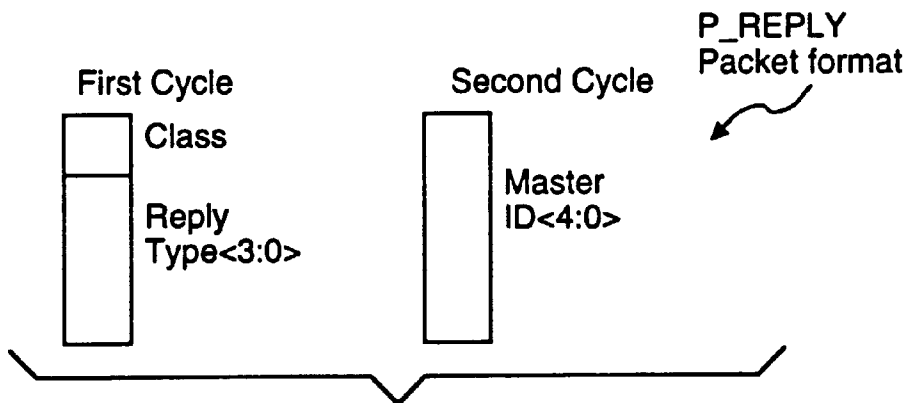 P_REPLY
Packet format
First Cycle
Second Cycle
Class
Reply
Type<3:0>
Master
ID<4:0>